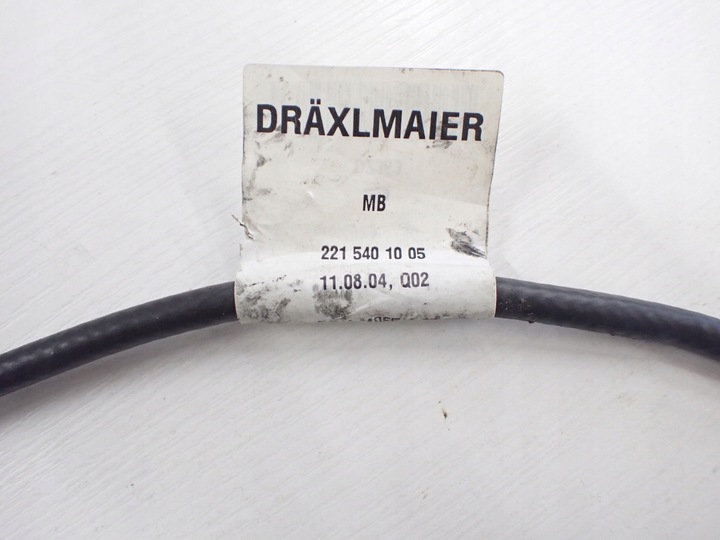 DRÄXLMAIER
MB
221 540 10 05
11.08.04, Q02